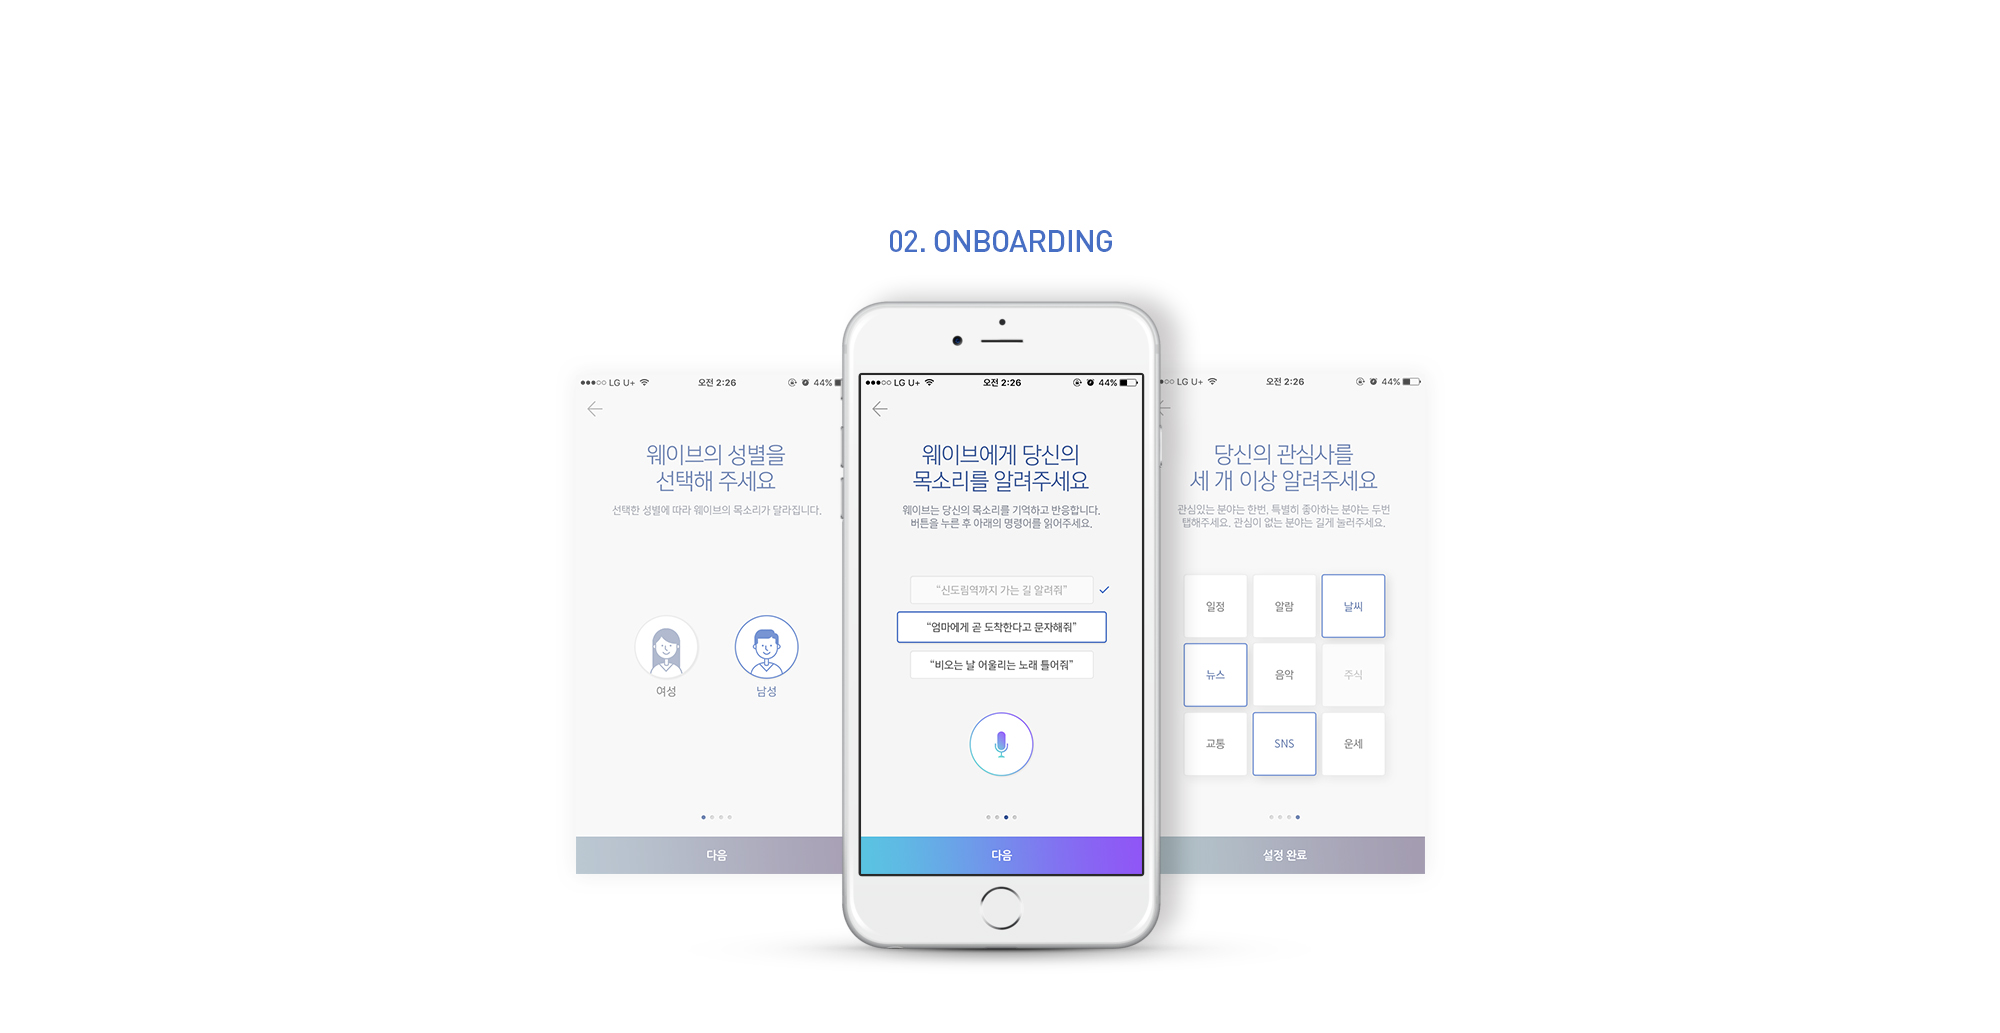 02. ONBOARDING
LG U+ 오전 2:26 44%
웨이브의 성별을
선택해 주세요
선택한 성별에 따라 웨이브의 목소리가 달라집니다.
여성 남성
다음
LG U+ 오전 2:26 44%
웨이브에게 당신의
목소리를 알려주세요
웨이브는 당신의 목소리를 기억하고 반응합니다.
버튼을 누른 후 아래의 명령어를 읽어주세요.
“신도림역까지 가는 길 알려줘”
“엄마에게 곧 도착한다고 문자해줘”
“비오는 날 어울리는 노래 틀어줘”
다음
LG U+ 오전 2:26 44%
당신의 관심사를
세 개 이상 알려주세요
관심있는 분야는 한번, 특별히 좋아하는 분야는 두번
탭해주세요. 관심이 없는 분야는 길게 눌러주세요.
일정 알람 날씨
뉴스 음악 주식
교통 SNS 운세
설정 완료